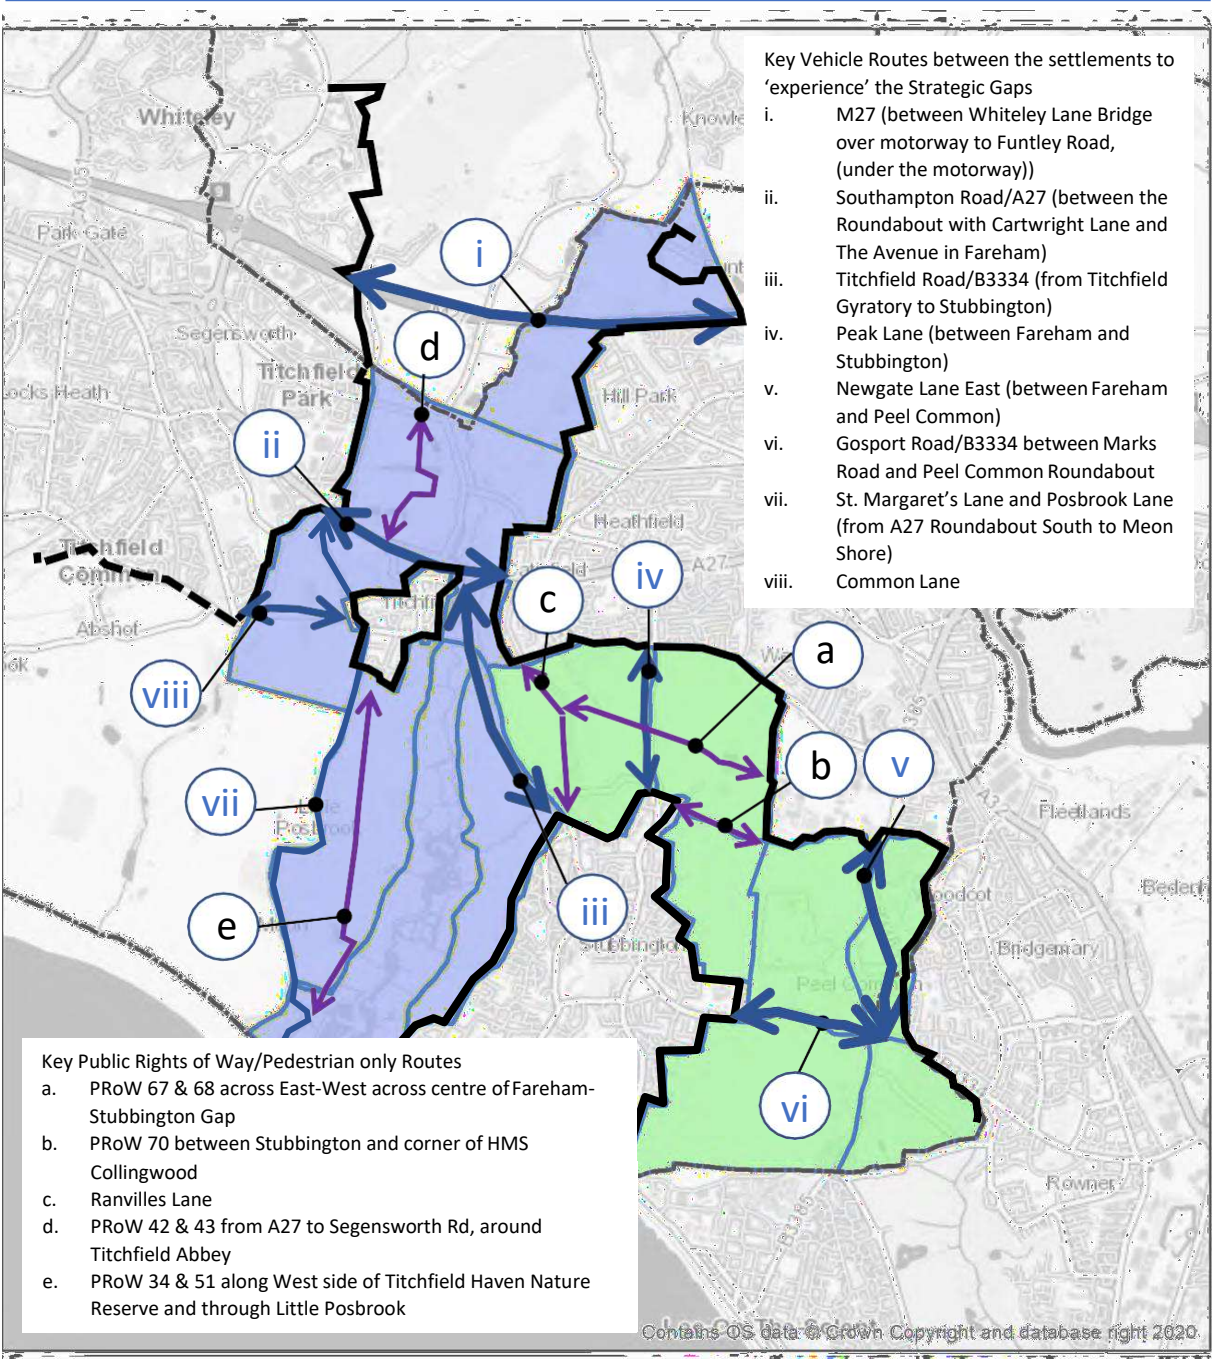 Key Vehicle Routes between the settlements to
‘experience’ the Strategic Gaps
i. M27 (between Whiteley Lane Bridge
over motorway to Funtley Road,
(under the motorway))
ii. Southampton Road/A27 (between the
Roundabout with Cartwright Lane and
The Avenue in Fareham)
iii. Titchfield Road/B3334 (from Titchfield
Gyratory to Stubbington)
iv. Peak Lane (between Fareham and
Stubbington)
v. Newgate Lane East (between Fareham
and Peel Common)
vi. Gosport Road/B3334 between Marks
Road and Peel Common Roundabout
vii. St. Margaret’s Lane and Posbrook Lane
(from A27 Roundabout South to Meon
Shore)
viii. Common Lane
Whiteley
A3051
Park Gate
i
Segensworth
d
Titchfield
Park
Locks Heath
Hill Park
ii
Heathfield
Titchfield
Common
iv
A27
c
Abshot
a
viii
b
v
vii
Posbrook
Fleetlands
e
iii
Stubbington
Bridgemary
Peel Common
vi
Rowner
B3385
Key Public Rights of Way/Pedestrian only Routes
a. PRoW 67 & 68 across East-West across centre of Fareham-
Stubbington Gap
b. PRoW 70 between Stubbington and corner of HMS
Collingwood
c. Ranvilles Lane
d. PRoW 42 & 43 from A27 to Segensworth Rd, around
Titchfield Abbey
e. PRoW 34 & 51 along West side of Titchfield Haven Nature
Reserve and through Little Posbrook
Contains OS data © Crown Copyright and database right 2020